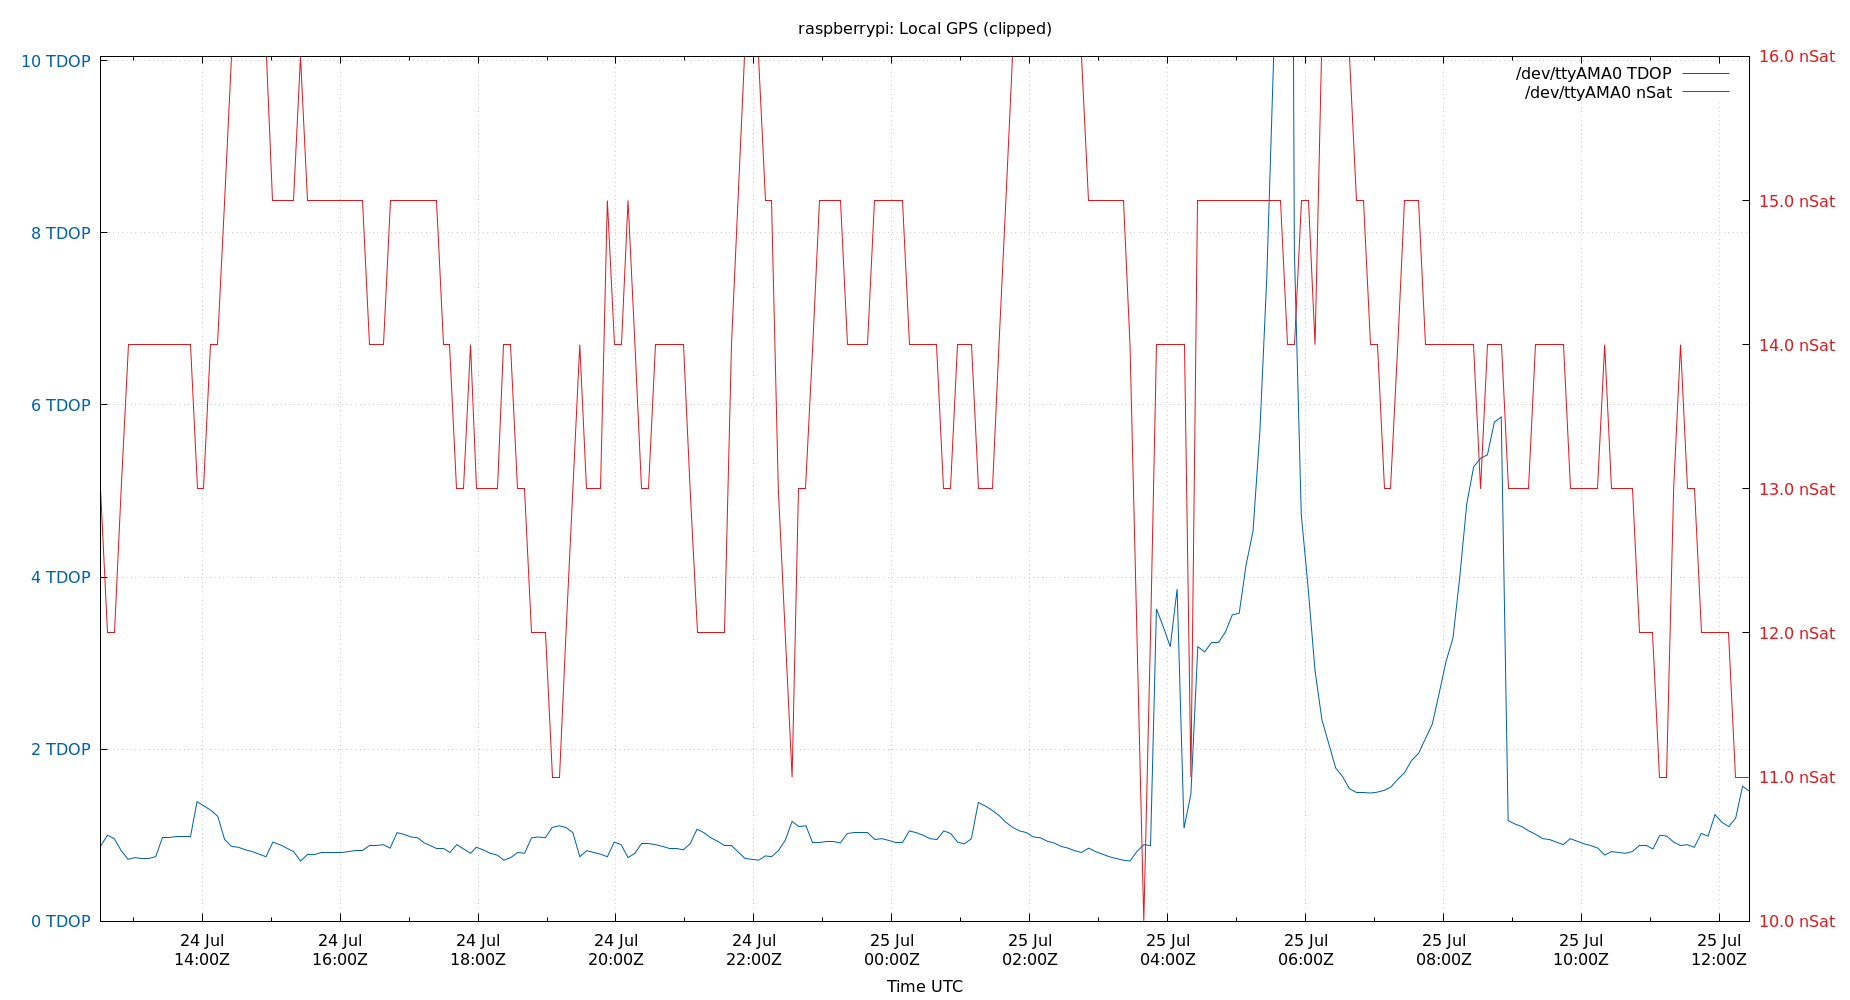 raspberrypi: Local GPS (clipped)
/dev/ttyAMA0 TDOP
/dev/ttyAMA0 nSat
10 TDOP
8 TDOP
6 TDOP
4 TDOP
2 TDOP
0 TDOP
16.0 nSat
15.0 nSat
14.0 nSat
13.0 nSat
12.0 nSat
11.0 nSat
10.0 nSat
24 Jul
14:00Z
24 Jul
16:00Z
24 Jul
18:00Z
24 Jul
20:00Z
24 Jul
22:00Z
25 Jul
00:00Z
25 Jul
02:00Z
25 Jul
04:00Z
25 Jul
06:00Z
25 Jul
08:00Z
25 Jul
10:00Z
25 Jul
12:00Z
Time UTC